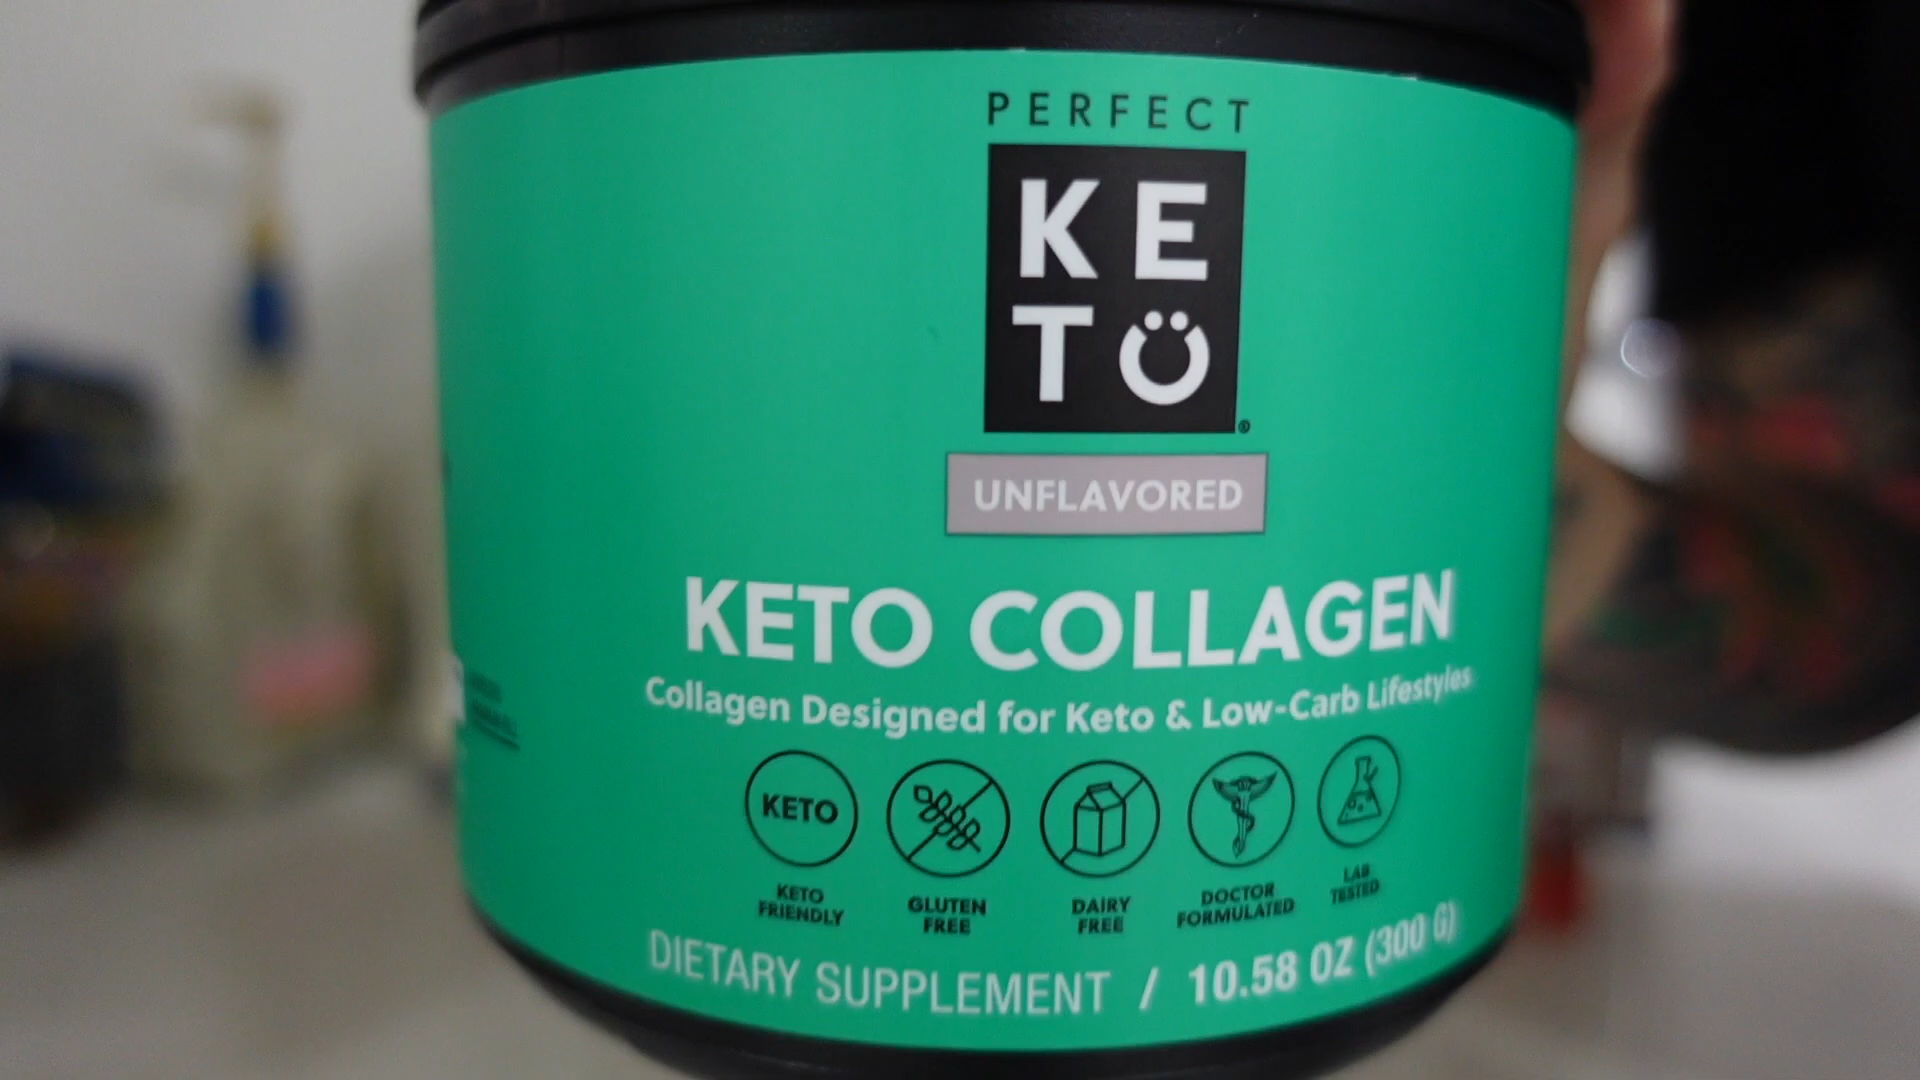 PERFECT
KE
TO
UNFLAVORED
KETO COLLAGEN
Collagen Designed for Keto & Low-Carb Lifestyles
KETO
KETO
FRIENDLY
GLUTEN
FREE
DAIRY
FREE
DOCTOR
FORMULATED
LAB
TESTED
DIETARY SUPPLEMENT / 10.58 OZ (300 G)